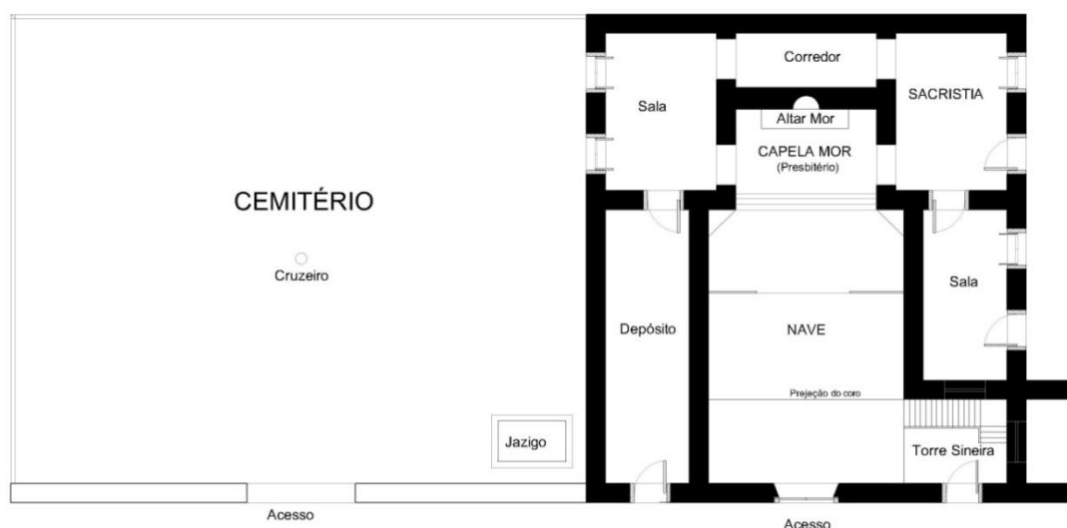 Corredor
Sala
SACRISTIA
Altar Mor
CAPELA MOR
(Presbitério)
CEMITÉRIO
Cruzeiro
Sala
Depósito
NAVE
Prejeção do coro
Jazigo
Torre Sineira
Acesso
Acesso